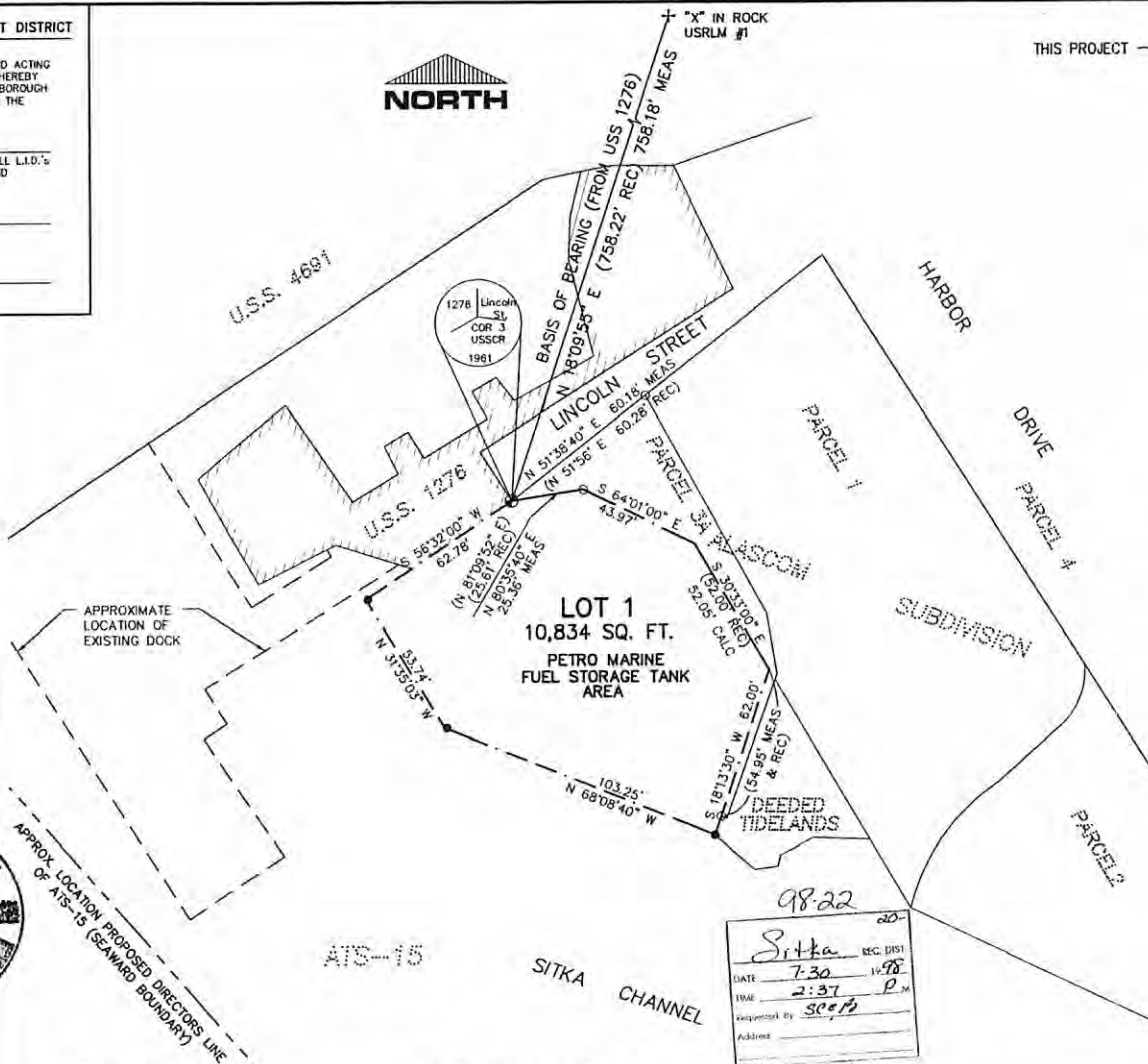 T DISTRICT
D ACTING
HEREBY
BOROUGH
THE
LL L.I.D.'s
D
NORTH
"X" IN ROCK
USRLM #1
THIS PROJECT —
BASIS OF BEARING (FROM USS 1276)
N 18°09'55" E (758.22' REC) 758.18' MEAS
U.S.S. 4691
1276
Lincoln
St.
COR 3
USSCR
1961
LINCOLN STREET
N 51°38'40" E 60.18' MEAS
(N 51°56' E 60.28' REC)
HARBOR
DRIVE
PARCEL 1
PARCEL 4
PARCEL 3A
ALASCOM
SUBDIVISION
PARCEL 2
U.S.S. 1276
S 56°32'00" W
62.78'
(N 81°09'52" E)
(25.61' REC)
N 80°35'40" E
25.36' MEAS
S 64°01'00" E
43.97'
S 30°33'00" E
(52.00' REC)
52.05' CALC
LOT 1
10,834 SQ. FT.
PETRO MARINE
FUEL STORAGE TANK
AREA
APPROXIMATE
LOCATION OF
EXISTING DOCK
53.74'
N 31°35'03" W
S 18°13'30" W 62.00'
(54.95' MEAS
& REC)
103.25'
N 68°08'40" W
DEEDED
TIDELANDS
APPROX. LOCATION PROPOSED DIRECTORS LINE
OF ATS-15 (SEAWARD BOUNDARY)
ATS-15
SITKA CHANNEL
98-22
20-
Sitka REC. DIST.
DATE 7-30 1998
TIME 2:37 P M
Requested By
Address